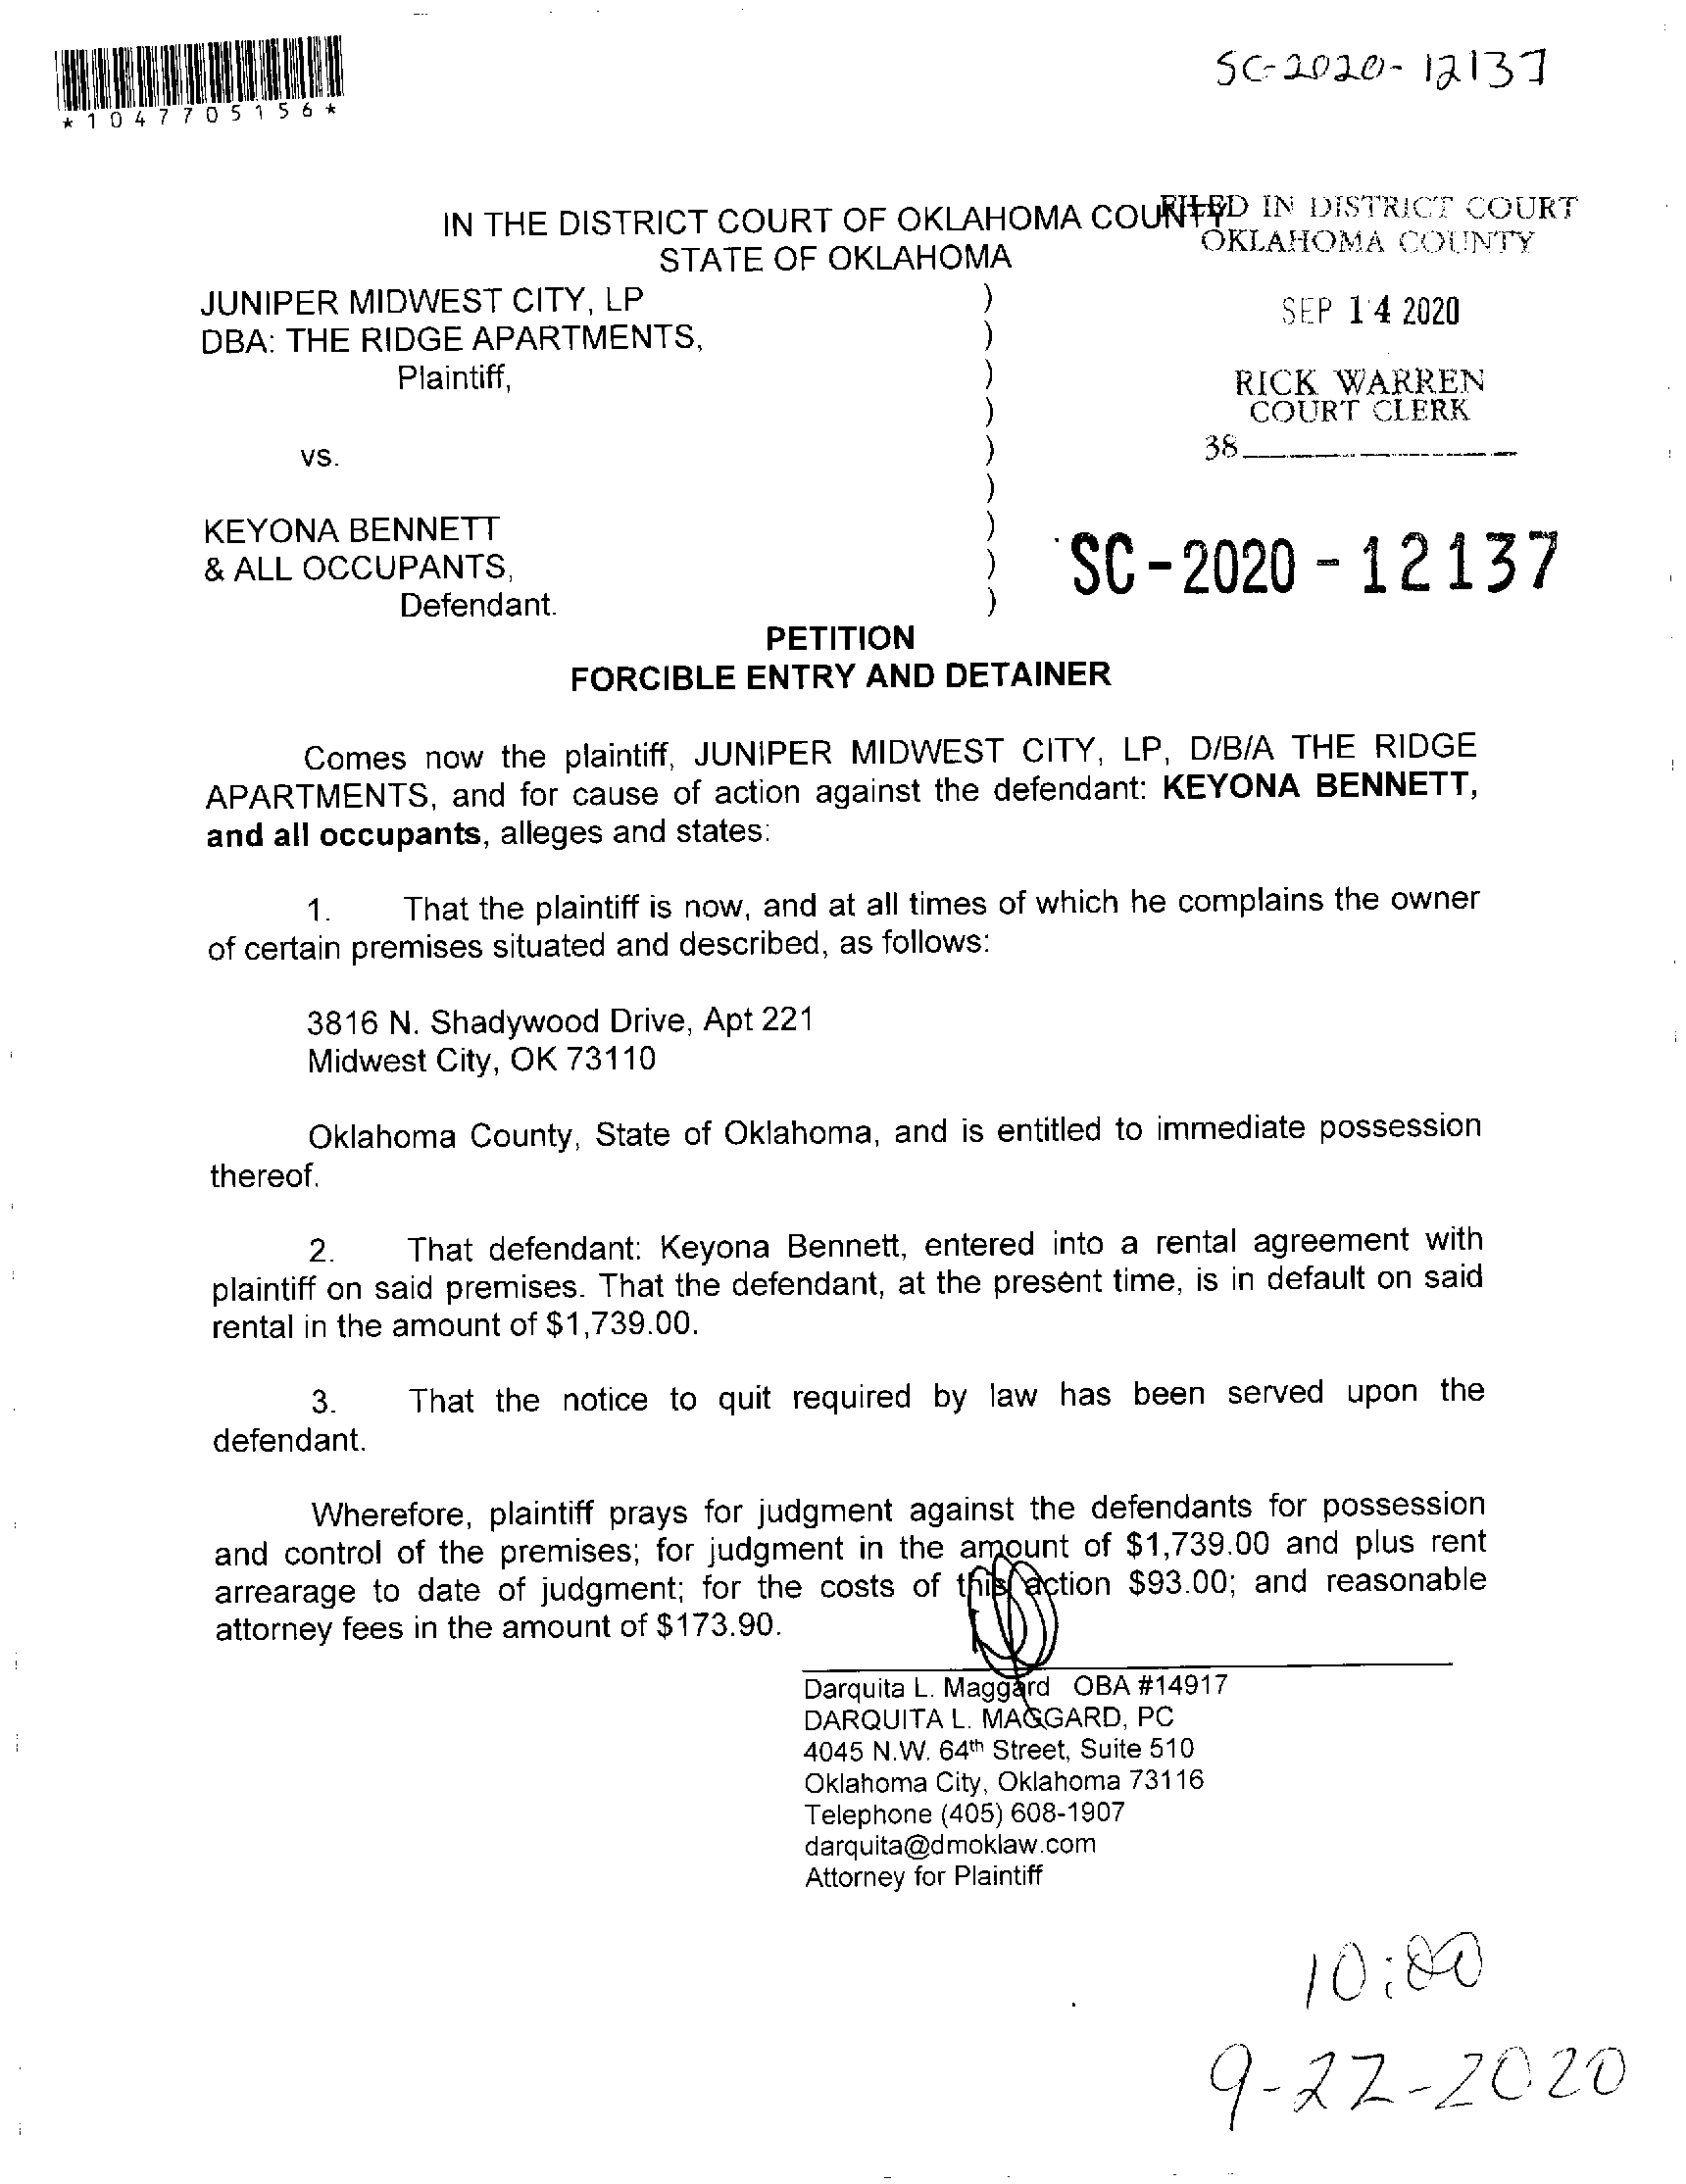 SC-2020-12137
*1047705156*
IN THE DISTRICT COURT OF OKLAHOMA COUNTY
STATE OF OKLAHOMA
FILED IN DISTRICT COURT
OKLAHOMA COUNTY
SEP 14 2020
RICK WARREN
COURT CLERK
38
JUNIPER MIDWEST CITY, LP )
DBA: THE RIDGE APARTMENTS, )
Plaintiff, )
)
vs. )
)
KEYONA BENNETT )
& ALL OCCUPANTS, )
Defendant. )
SC-2020-12137
PETITION
FORCIBLE ENTRY AND DETAINER
Comes now the plaintiff, JUNIPER MIDWEST CITY, LP, D/B/A THE RIDGE
APARTMENTS, and for cause of action against the defendant: KEYONA BENNETT,
and all occupants, alleges and states:
1. That the plaintiff is now, and at all times of which he complains the owner
of certain premises situated and described, as follows:
3816 N. Shadywood Drive, Apt 221
Midwest City, OK 73110
Oklahoma County, State of Oklahoma, and is entitled to immediate possession
thereof.
2. That defendant: Keyona Bennett, entered into a rental agreement with
plaintiff on said premises. That the defendant, at the present time, is in default on said
rental in the amount of $1,739.00.
3. That the notice to quit required by law has been served upon the
defendant.
Wherefore, plaintiff prays for judgment against the defendants for possession
and control of the premises; for judgment in the amount of $1,739.00 and plus rent
arrearage to date of judgment; for the costs of this action $93.00; and reasonable
attorney fees in the amount of $173.90.
Darquita L. Maggard OBA #14917
DARQUITA L. MAGGARD, PC
4045 N.W. 64th Street, Suite 510
Oklahoma City, Oklahoma 73116
Telephone (405) 608-1907
darquita@dmoklaw.com
Attorney for Plaintiff
10:00
9-22-2020